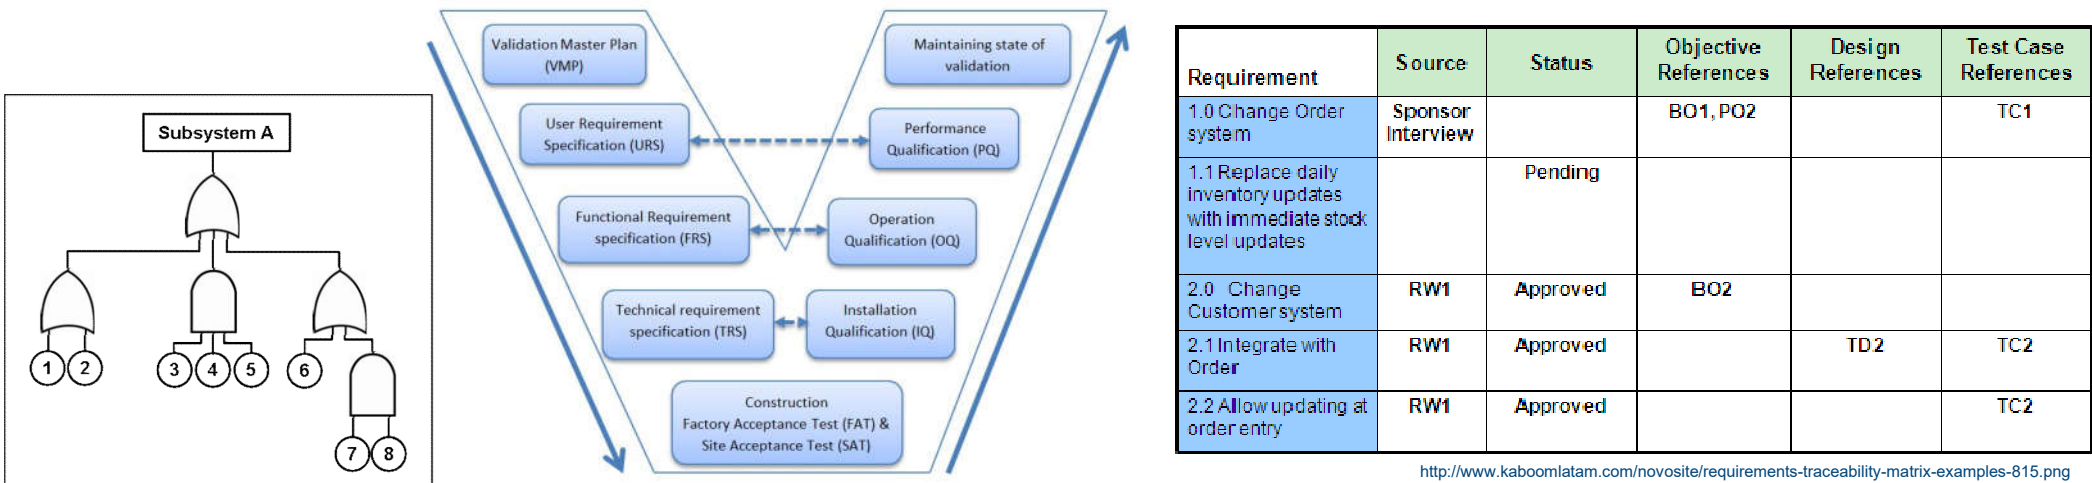 Subsystem A
1
2
3
4
5
6
7
8
Validation Master Plan
(VMP)
User Requirement
Specification (URS)
Functional Requirement
specification (FRS)
Technical requirement
specification (TRS)
Construction
Factory Acceptance Test (FAT) &
Site Acceptance Test (SAT)
Installation
Qualification (IQ)
Operation
Qualification (OQ)
Performance
Qualification (PQ)
Maintaining state of
validation
Requirement
Source
Status
Objective
References
Design
References
Test Case
References
1.0 Change Order
system
Sponsor
Interview
BO1, PO2
TC1
1.1 Replace daily
inventory updates
with immediate stock
level updates
Pending
2.0 Change
Customer system
RW1
Approved
BO2
2.1 Integrate with
Order
RW1
Approved
TD2
TC2
2.2 Allow updating at
order entry
RW1
Approved
TC2
http://www.kaboomlatam.com/novosite/requirements-traceability-matrix-examples-815.png